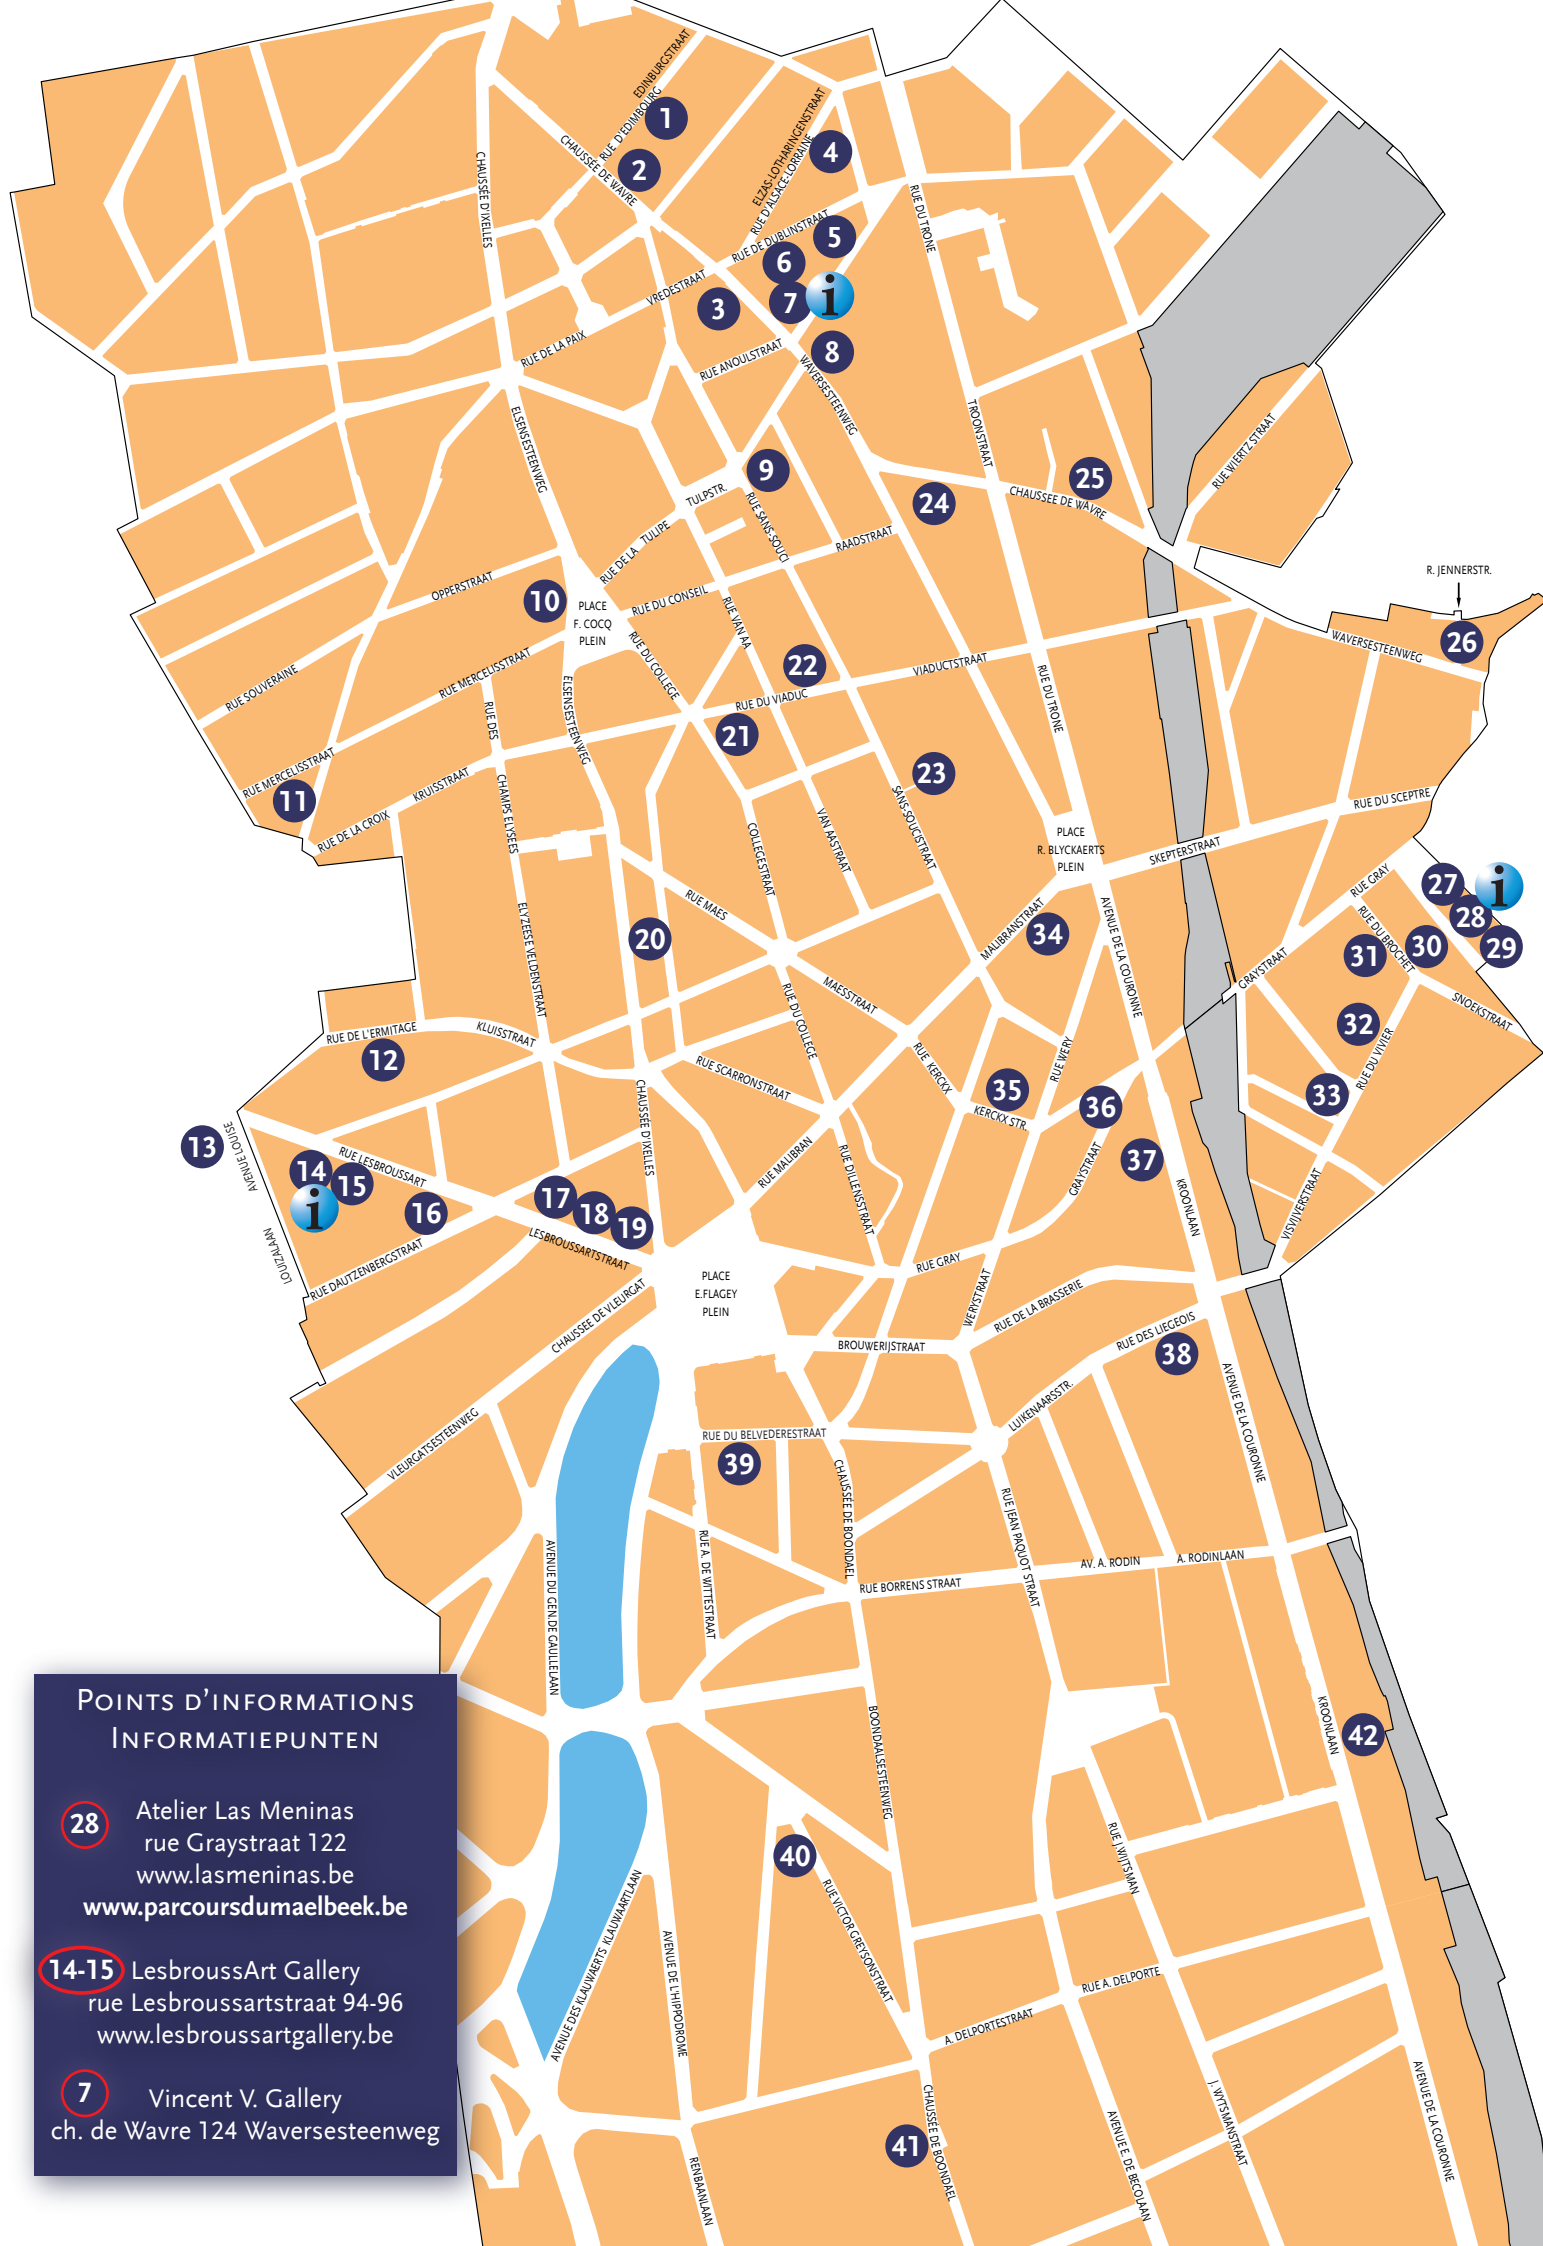 EDINBURGSTRAAT
RUE D'EDIMBOURG
1
CHAUSSÉE DE WAVRE
2
ELZAS-LOTHARINGENSTRAAT
RUE D'ALSACE-LORRAINE
4
CHAUSSÉE D'IXELLES
RUE DU TRONE
RUE DE DUBLINSTRAAT
5
6
VREDESTRAAT
3
7
i
RUE DE LA PAIX
RUE ANOULSTRAAT
8
WAVERSESTEENWEG
ELSENSESTEENWEG
TROONSTRAAT
RUE WIERTZ STRAAT
9
25
TULPSTR.
RUE SANS-SOUCI
24
CHAUSSEE DE WAVRE
RUE DE LA TULIPE
RAADSTRAAT
OPPERSTRAAT
R. JENNERSTR.
10
PLACE
F. COCQ
PLEIN
RUE DU CONSEIL
RUE VAN AA
26
WAVERSESTEENWEG
RUE DU COLLEGE
RUE SOUVERAINE
RUE MERCELISSTRAAT
22
VIADUCTSTRAAT
RUE DU TRONE
RUE DES
ELSENSESTEENWEG
RUE DU VIADUC
21
RUE MERCELISSTRAAT
11
KRUISSTRAAT
23
RUE DE LA CROIX
CHAMPS ELYSEES
SANS-SOUCISTRAAT
RUE DU SCEPTRE
VAN AASTRAAT
COLLEGESTRAAT
PLACE
R. BLYCKAERTS
PLEIN
SKEPTERSTRAAT
RUE GRAY
27
i
28
29
RUE MAES
20
ELYZEESE VELDENSTRAAT
MALIBRANSTRAAT
34
AVENUE DE LA COURONNE
RUE DU BROCHET
30
31
GRAYSTRAAT
MAESSTRAAT
SNOEKSTRAAT
RUE DE L'ERMITAGE
KLUISSTRAAT
RUE DU COLLEGE
32
12
RUE KERCKX
RUE WERY
RUE DU VIVIER
RUE SCARRONSTRAAT
35
33
KERCKX STR.
36
CHAUSSÉE D'IXELLES
13
AVENUE LOUISE
RUE LESBROUSSART
14
15
i
RUE MALIBRAN
RUE DILLENSSTRAAT
GRAYSTRAAT
37
16
17
18
19
KROONLAAN
VISVIJVERSTRAAT
LOUIZALAAN
LESBROUSSARTSTRAAT
RUE DAUTZENBERGSTRAAT
RUE GRAY
PLACE
E.FLAGEY
PLEIN
CHAUSSEE DE VLEURGAT
WERYSTRAAT
RUE DE LA BRASSERIE
BROUWERIJSTRAAT
RUE DES LIEGEOIS
38
LUIKENAARSSTR.
AVENUE DE LA COURONNE
VLEURGATSESTEENWEG
RUE DU BELVEDERESTRAAT
39
CHAUSSÉE DE BOONDAEL
RUE JEAN PAQUOT STRAAT
AVENUE DU GEN.DE GAULLELAAN
RUE A. DE WITTESTRAAT
AV. A. RODIN
A. RODINLAAN
RUE BORRENS STRAAT
KROONLAAN
42
BOONDAALSESTEENWEG
40
RUE J.WIJTSMAN
RUE VICTOR GREYSONSTRAAT
AVENUE DES KLAUWAERTS KLAUWAARTLAAN
AVENUE DE L'HIPPODROME
RUE A. DELPORTE
A. DELPORTESTRAAT
AVENUE DE LA COURONNE
J. WYTSMANSTRAAT
CHAUSSÉE DE BOONDAEL
41
AVENUE E. DE BECOLAAN
RENBAANLAAN
POINTS D'INFORMATIONS
INFORMATIEPUNTEN
28 Atelier Las Meninas
rue Graystraat 122
www.lasmeninas.be
www.parcoursdumaelbeek.be
14-15 LesbroussArt Gallery
rue Lesbroussartstraat 94-96
www.lesbroussartgallery.be
7 Vincent V. Gallery
ch. de Wavre 124 Waversesteenweg